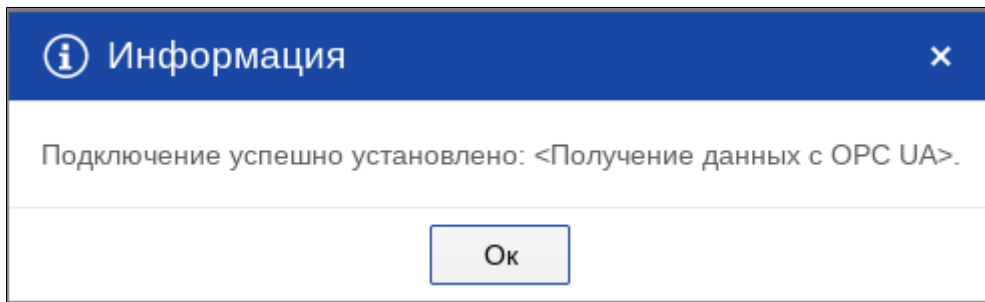 Информация
Подключение успешно установлено: <Получение данных с OPC UA>.
Ок